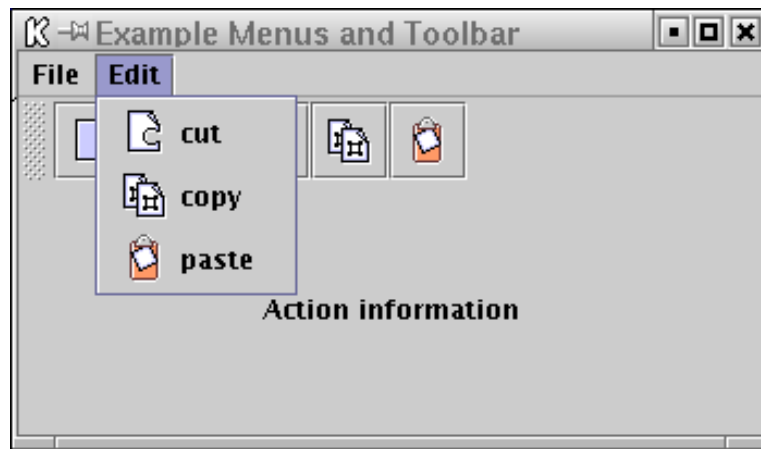 Example Menus and Toolbar
File Edit
cut
copy
paste
Action information